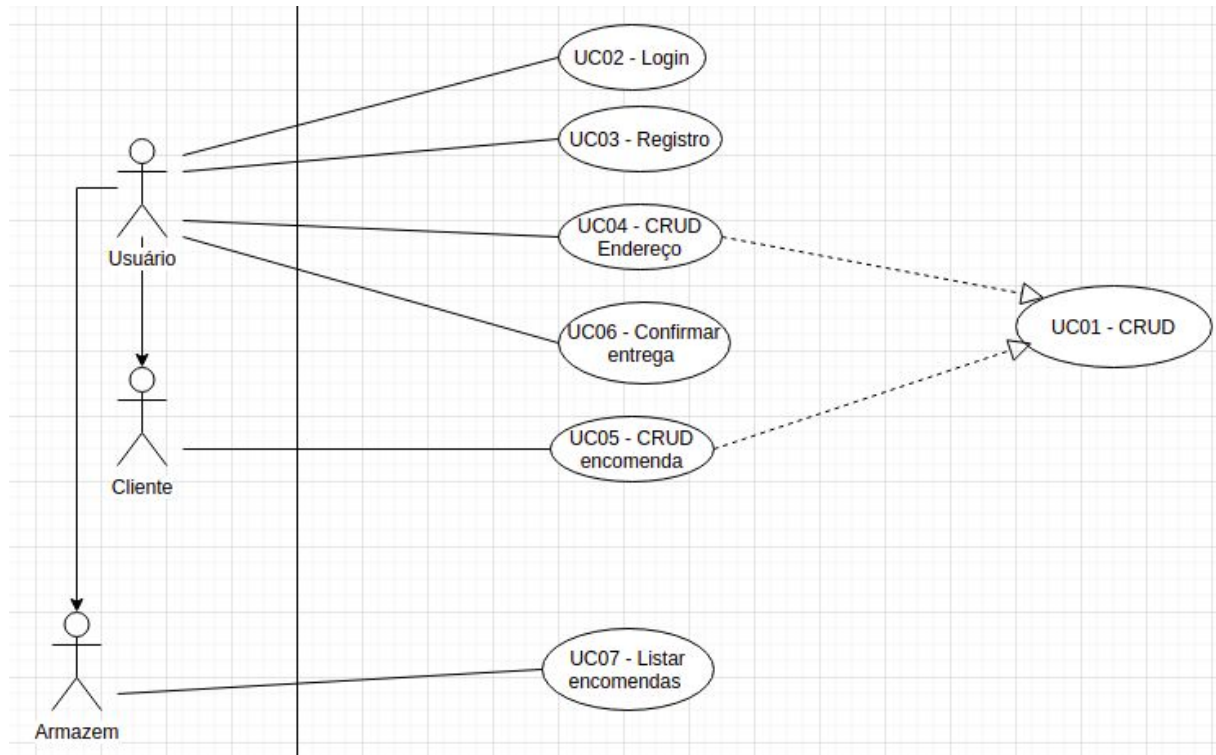 UC02 - Login
UC03 - Registro
UC04 - CRUD
Endereço
Usuário
UC06 - Confirmar
entrega
UC01 - CRUD
UC05 - CRUD
encomenda
Cliente
UC07 - Listar
encomendas
Armazem